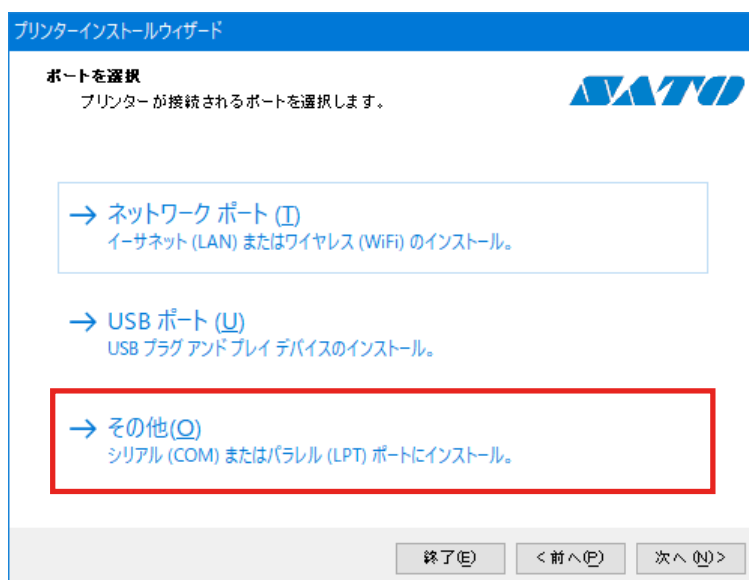 プリンターインストールウィザード
ポートを選択
プリンターが接続されるポートを選択します。
SATO
→ ネットワーク ポート (T)
イーサネット (LAN) またはワイヤレス (WiFi) のインストール。
→ USB ポート (U)
USB プラグ アンド プレイ デバイスのインストール。
→ その他(O)
シリアル (COM) またはパラレル (LPT) ポートにインストール。
終了(E) <前へ(P) 次へ(N)>